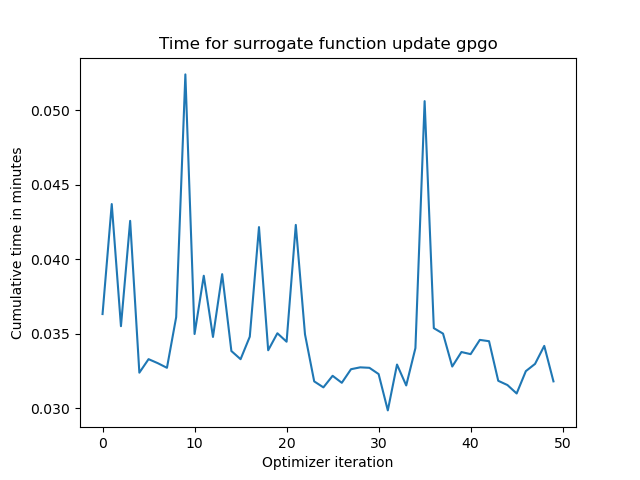 Time for surrogate function update gpgo
Cumulative time in minutes
0.050
0.045
0.040
0.035
0.030
0 10 20 30 40 50
Optimizer iteration